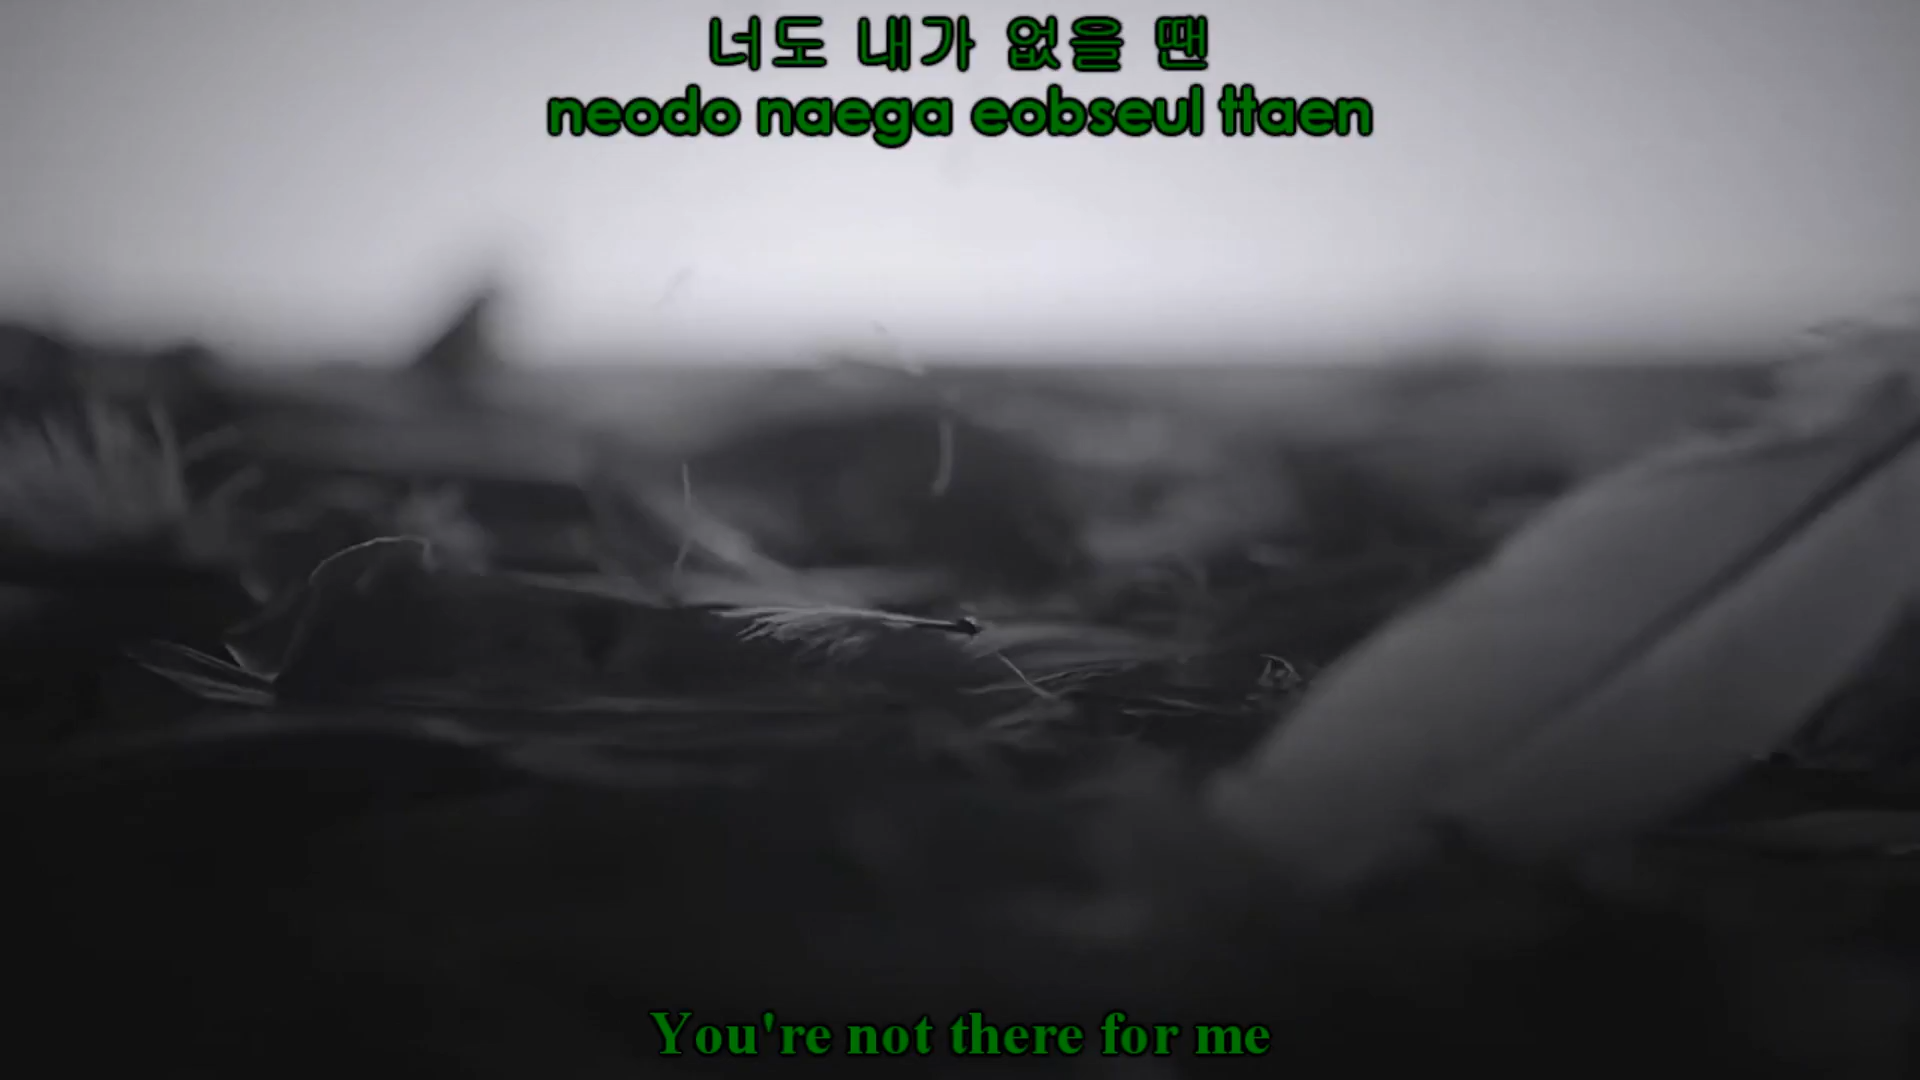 너도 내가 없을 땐
neodo naega eobseul ttaen
You're not there for me